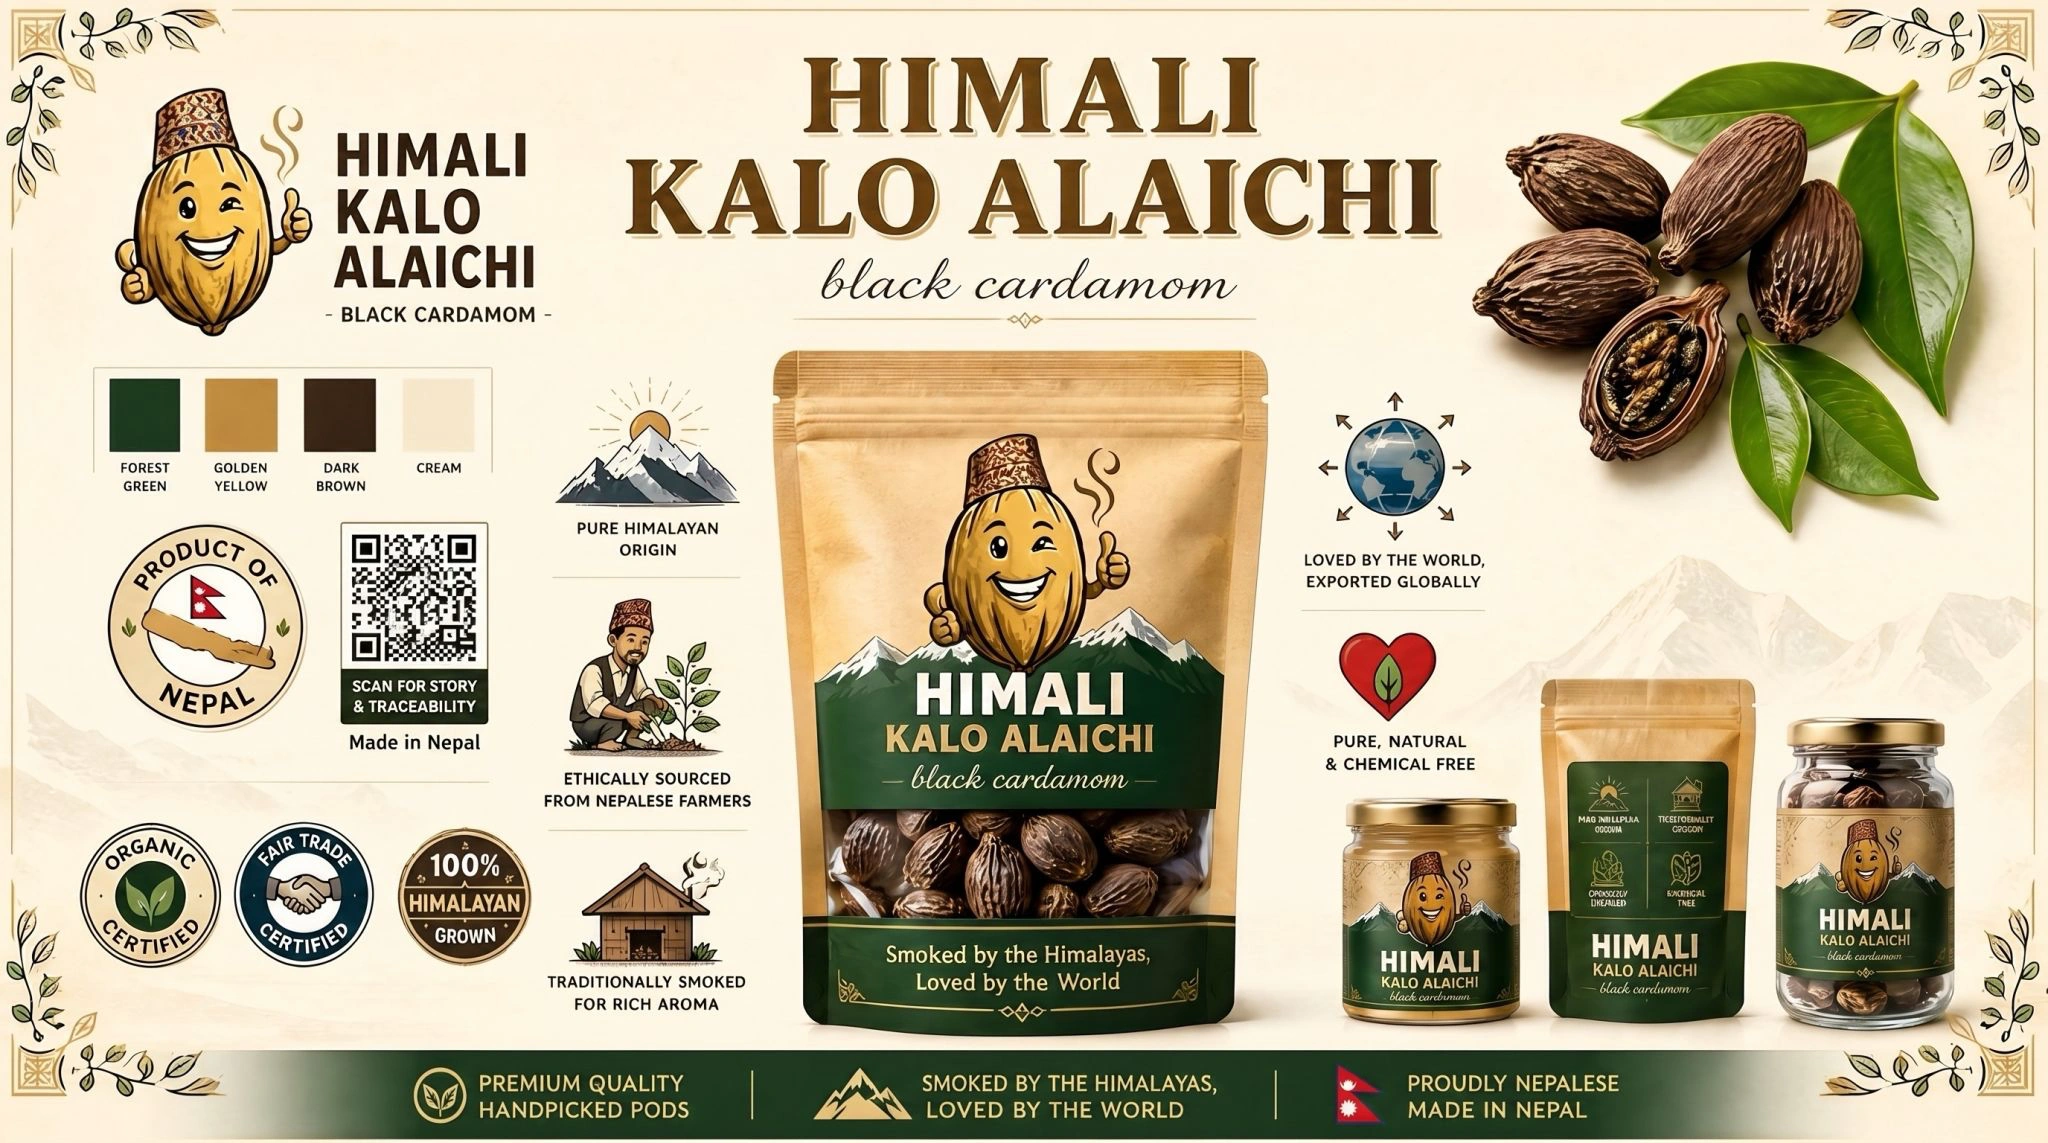 HIMALI
KALO
ALAICHI
- BLACK CARDAMOM -
HIMALI
KALO ALAICHI
black cardamom
FOREST
GREEN
GOLDEN
YELLOW
DARK
BROWN
CREAM
PRODUCT OF
NEPAL
SCAN FOR STORY
& TRACEABILITY
Made in Nepal
ORGANIC
CERTIFIED
FAIR TRADE
CERTIFIED
100%
HIMALAYAN
GROWN
PURE HIMALAYAN
ORIGIN
ETHICALLY SOURCED
FROM NEPALESE FARMERS
TRADITIONALLY SMOKED
FOR RICH AROMA
HIMALI
KALO ALAICHI
black cardamom
Smoked by the Himalayas,
Loved by the World
LOVED BY THE WORLD,
EXPORTED GLOBALLY
PURE, NATURAL
& CHEMICAL FREE
HIMALI
KALO ALAICHI
black
HIMALI
KALO ALAICHI
black
HIMALI
KALO ALAICHI
black
PREMIUM QUALITY
HANDPICKED PODS
SMOKED BY THE HIMALAYAS,
LOVED BY THE WORLD
PROUDLY NEPALESE
MADE IN NEPAL